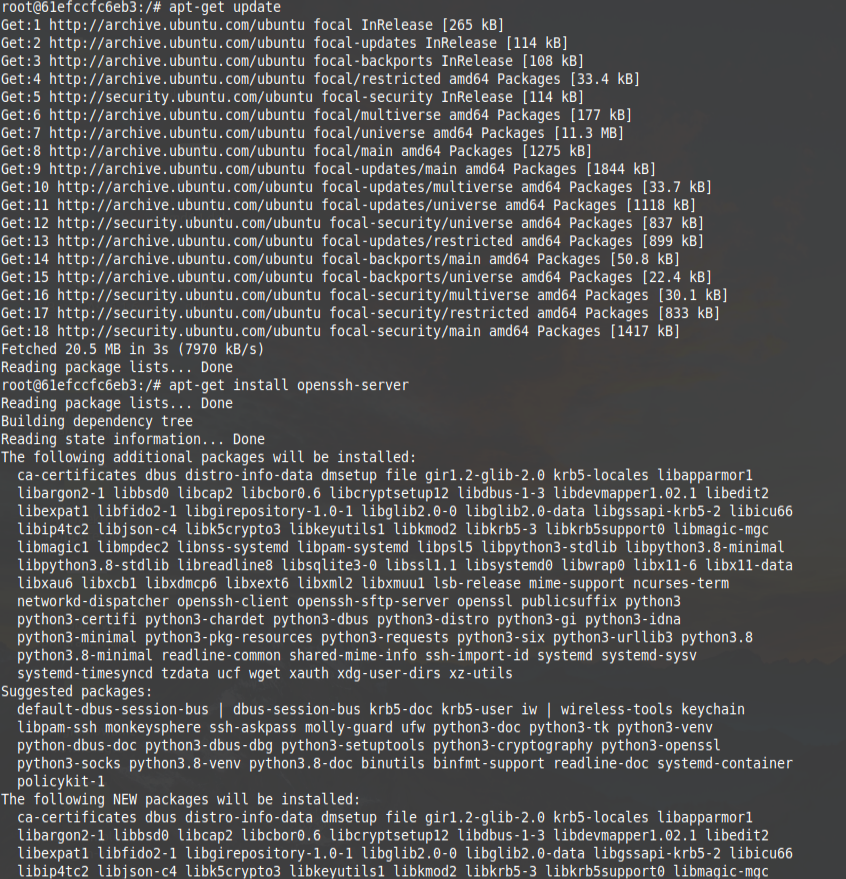 root@61efccfc6eb3:/# apt-get update
Get:1 http://archive.ubuntu.com/ubuntu focal InRelease [265 kB]
Get:2 http://archive.ubuntu.com/ubuntu focal-updates InRelease [114 kB]
Get:3 http://archive.ubuntu.com/ubuntu focal-backports InRelease [108 kB]
Get:4 http://archive.ubuntu.com/ubuntu focal/restricted amd64 Packages [33.4 kB]
Get:5 http://security.ubuntu.com/ubuntu focal-security InRelease [114 kB]
Get:6 http://archive.ubuntu.com/ubuntu focal/multiverse amd64 Packages [177 kB]
Get:7 http://archive.ubuntu.com/ubuntu focal/universe amd64 Packages [11.3 MB]
Get:8 http://archive.ubuntu.com/ubuntu focal/main amd64 Packages [1275 kB]
Get:9 http://archive.ubuntu.com/ubuntu focal-updates/main amd64 Packages [1844 kB]
Get:10 http://archive.ubuntu.com/ubuntu focal-updates/multiverse amd64 Packages [33.7 kB]
Get:11 http://archive.ubuntu.com/ubuntu focal-updates/universe amd64 Packages [1118 kB]
Get:12 http://security.ubuntu.com/ubuntu focal-security/universe amd64 Packages [837 kB]
Get:13 http://archive.ubuntu.com/ubuntu focal-updates/restricted amd64 Packages [899 kB]
Get:14 http://archive.ubuntu.com/ubuntu focal-backports/main amd64 Packages [50.8 kB]
Get:15 http://archive.ubuntu.com/ubuntu focal-backports/universe amd64 Packages [22.4 kB]
Get:16 http://security.ubuntu.com/ubuntu focal-security/multiverse amd64 Packages [30.1 kB]
Get:17 http://security.ubuntu.com/ubuntu focal-security/restricted amd64 Packages [833 kB]
Get:18 http://security.ubuntu.com/ubuntu focal-security/main amd64 Packages [1417 kB]
Fetched 20.5 MB in 3s (7970 kB/s)
Reading package lists... Done
root@61efccfc6eb3:/# apt-get install openssh-server
Reading package lists... Done
Building dependency tree
Reading state information... Done
The following additional packages will be installed:
ca-certificates dbus distro-info-data dmsetup file gir1.2-glib-2.0 krb5-locales libapparmor1
libargon2-1 libbsd0 libcap2 libcbor0.6 libcryptsetup12 libdbus-1-3 libdevmapper1.02.1 libedit2
libexpat1 libfido2-1 libgirepository-1.0-1 libglib2.0-0 libglib2.0-data libgssapi-krb5-2 libicu66
libip4tc2 libjson-c4 libk5crypto3 libkeyutils1 libkmod2 libkrb5-3 libkrb5support0 libmagic-mgc
libmagic1 libmpdec2 libnss-systemd libpam-systemd libpsl5 libpython3-stdlib libpython3.8-minimal
libpython3.8-stdlib libreadline8 libsqlite3-0 libssl1.1 libsystemd0 libwrap0 libx11-6 libx11-data
libxau6 libxcb1 libxdmcp6 libxext6 libxml2 libxmuu1 lsb-release mime-support ncurses-term
networkd-dispatcher openssh-client openssh-sftp-server openssl publicsuffix python3
python3-certifi python3-chardet python3-dbus python3-distro python3-gi python3-idna
python3-minimal python3-pkg-resources python3-requests python3-six python3-urllib3 python3.8
python3.8-minimal readline-common shared-mime-info ssh-import-id systemd systemd-sysv
systemd-timesyncd tzdata ucf wget xauth xdg-user-dirs xz-utils
Suggested packages:
default-dbus-session-bus | dbus-session-bus krb5-doc krb5-user iw | wireless-tools keychain
libpam-ssh monkeysphere ssh-askpass molly-guard ufw python3-doc python3-tk python3-venv
python-dbus-doc python3-dbus-dbg python3-setuptools python3-cryptography python3-openssl
python3-socks python3.8-venv python3.8-doc binutils binfmt-support readline-doc systemd-container
policykit-1
The following NEW packages will be installed:
ca-certificates dbus distro-info-data dmsetup file gir1.2-glib-2.0 krb5-locales libapparmor1
libargon2-1 libbsd0 libcap2 libcbor0.6 libcryptsetup12 libdbus-1-3 libdevmapper1.02.1 libedit2
libexpat1 libfido2-1 libgirepository-1.0-1 libglib2.0-0 libglib2.0-data libgssapi-krb5-2 libicu66
libip4tc2 libjson-c4 libk5crypto3 libkeyutils1 libkmod2 libkrb5-3 libkrb5support0 libmagic-mgc